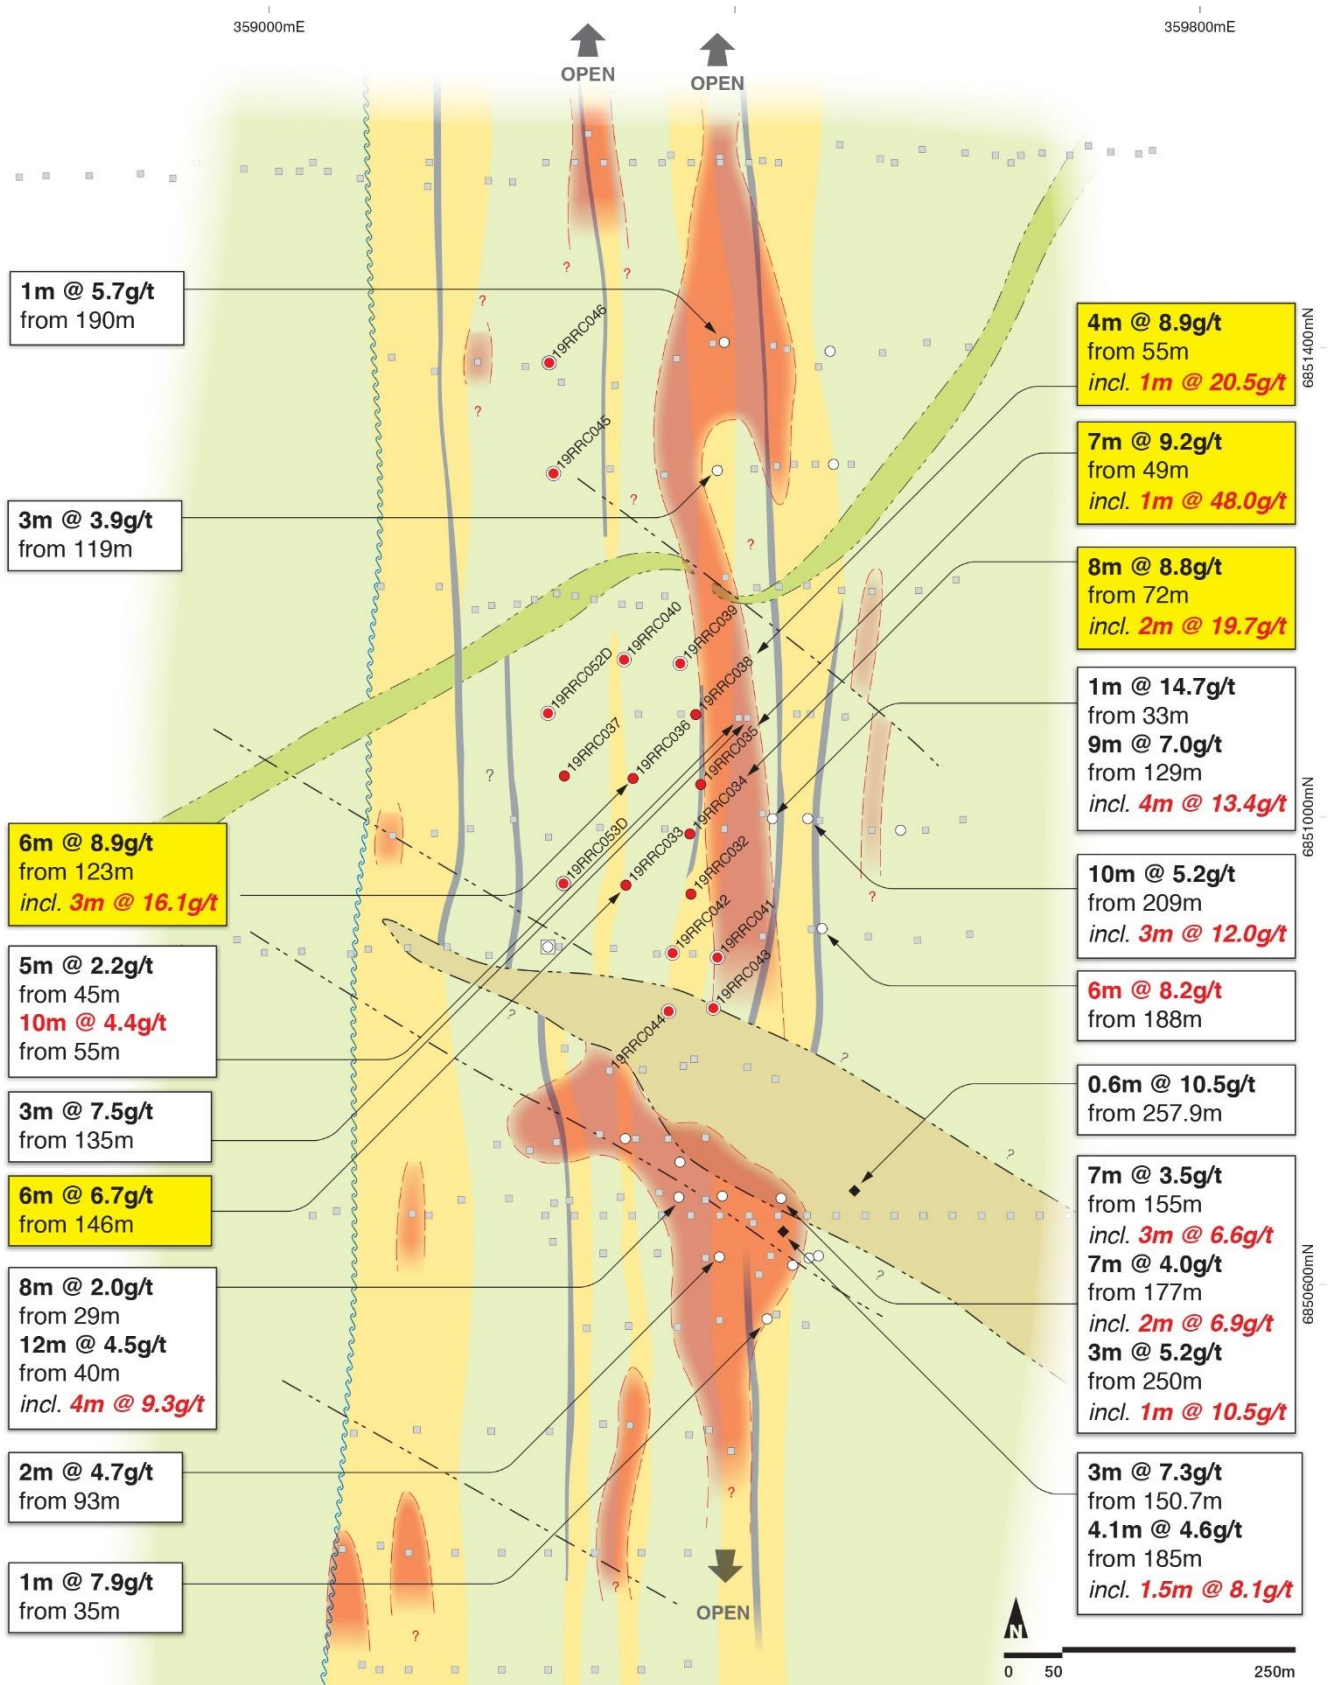 359000mE
359800mE
OPEN
OPEN
?
?
?
?
?
?
1m @ 5.7g/t
from 190m
3m @ 3.9g/t
from 119m
19RRC046
19RRC045
4m @ 8.9g/t
from 55m
incl. 1m @ 20.5g/t
6851400mN
7m @ 9.2g/t
from 49m
incl. 1m @ 48.0g/t
8m @ 8.8g/t
from 72m
incl. 2m @ 19.7g/t
19RRC040
19RRC039
19RRC052D
19RRC038
19RRC037
19RRC036
19RRC035
19RRC034
?
1m @ 14.7g/t
from 33m
9m @ 7.0g/t
from 129m
incl. 4m @ 13.4g/t
6851000mN
6m @ 8.9g/t
from 123m
incl. 3m @ 16.1g/t
19RRC053D
19RRC033
19RRC032
19RRC042
19RRC041
19RRC043
19RRC044
10m @ 5.2g/t
from 209m
incl. 3m @ 12.0g/t
?
6m @ 8.2g/t
from 188m
5m @ 2.2g/t
from 45m
10m @ 4.4g/t
from 55m
?
?
?
?
0.6m @ 10.5g/t
from 257.9m
3m @ 7.5g/t
from 135m
6m @ 6.7g/t
from 146m
7m @ 3.5g/t
from 155m
incl. 3m @ 6.6g/t
7m @ 4.0g/t
from 177m
incl. 2m @ 6.9g/t
3m @ 5.2g/t
from 250m
incl. 1m @ 10.5g/t
6850600mN
8m @ 2.0g/t
from 29m
12m @ 4.5g/t
from 40m
incl. 4m @ 9.3g/t
2m @ 4.7g/t
from 93m
1m @ 7.9g/t
from 35m
3m @ 7.3g/t
from 150.7m
4.1m @ 4.6g/t
from 185m
incl. 1.5m @ 8.1g/t
?
?
?
OPEN
N
0 50 250m